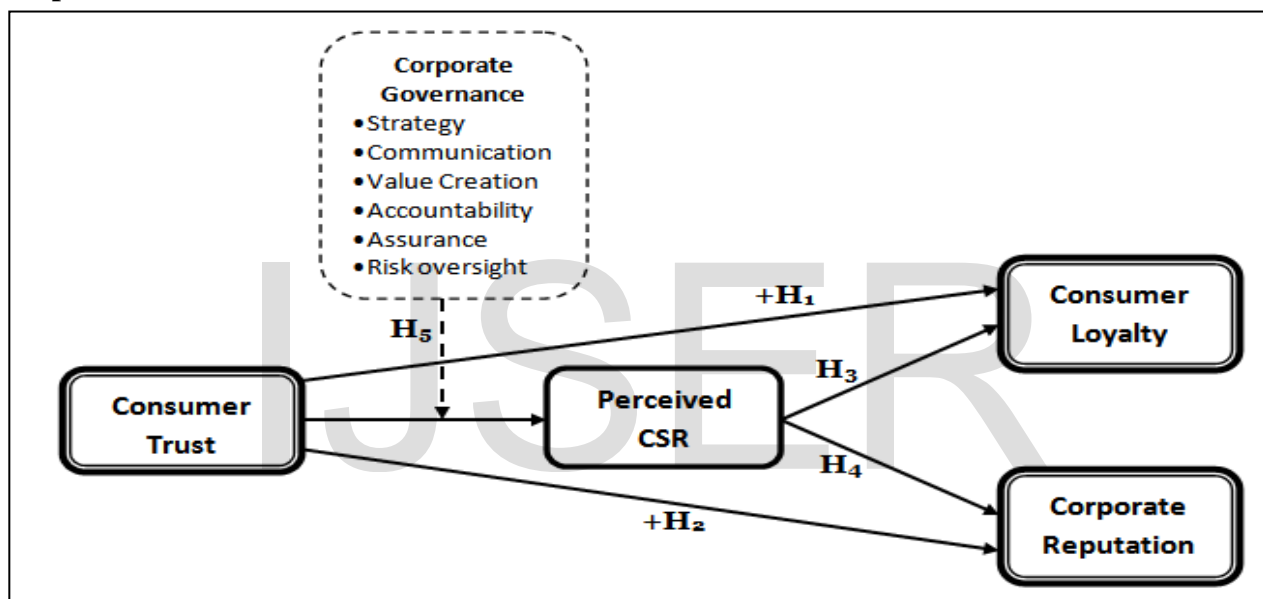 Corporate
Governance
•Strategy
•Communication
•Value Creation
•Accountability
•Assurance
•Risk oversight
+H₁
Consumer
Loyalty
H₅
H₃
Consumer
Trust
Perceived
CSR
H₄
+H₂
Corporate
Reputation
IJSER